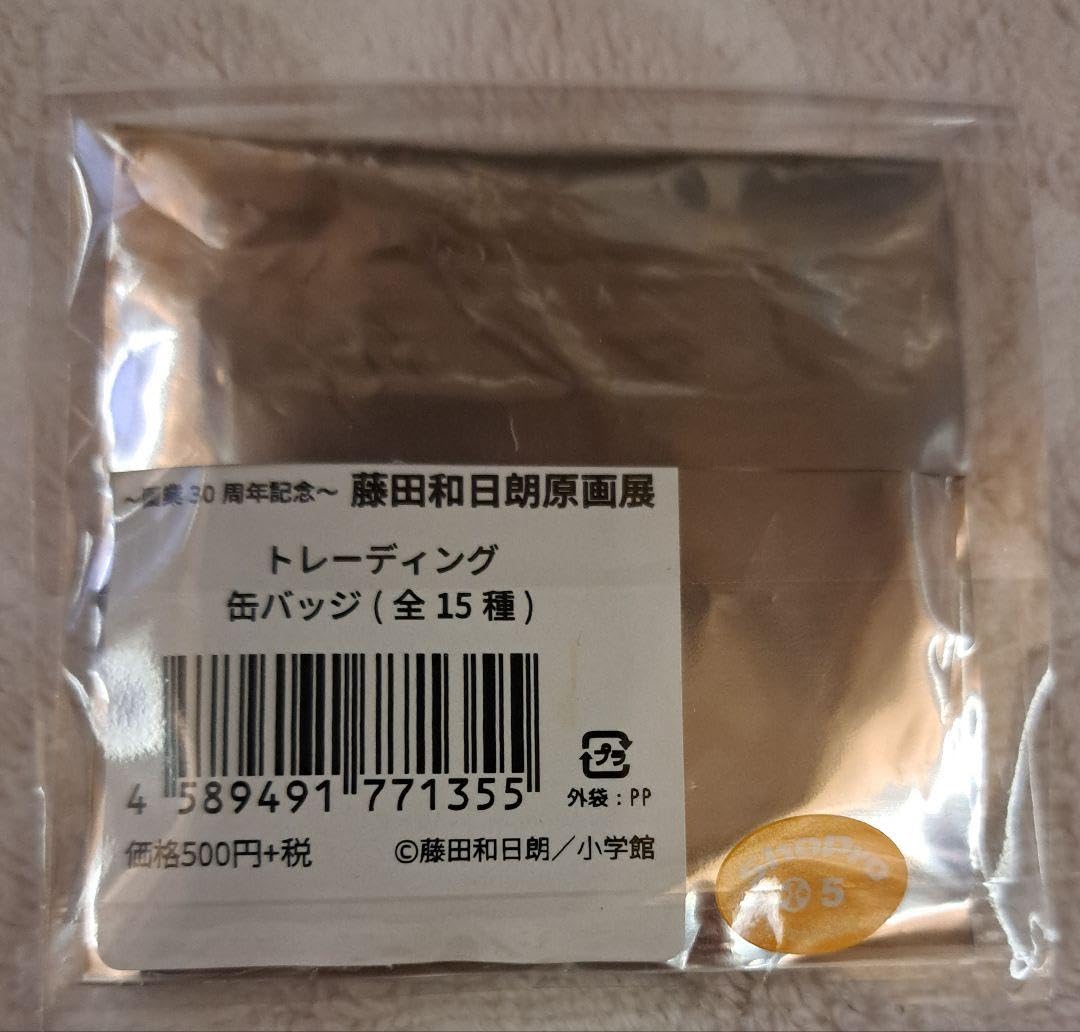 ～画業30周年記念～ 藤田和日朗原画展
トレーディング
缶バッジ(全15種)
4 589491 771355
プラ
外袋：PP
価格500円+税 ©藤田和日朗／小学館
ShoPro
5